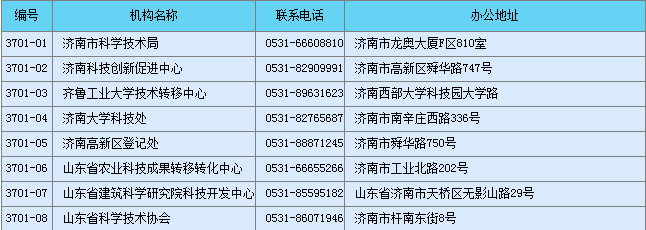 编号 机构名称 联系电话 办公地址
3701-01 济南市科学技术局 0531-66608810 济南市龙奥大厦F区810室
3701-02 济南科技创新促进中心 0531-82909991 济南市高新区舜华路747号
3701-03 齐鲁工业大学技术转移中心 0531-89631623 济南西部大学科技园大学路
3701-04 济南大学科技处 0531-82765687 济南市南辛庄西路336号
3701-05 济南高新区登记处 0531-88871245 济南市舜华路750号
3701-06 山东省农业科技成果转移转化中心 0531-66655266 济南市工业北路202号
3701-07 山东省建筑科学研究院科技开发中心 0531-85595182 山东省济南市天桥区无影山路29号
3701-08 山东省科学技术协会 0531-86071946 济南市杆南东街8号